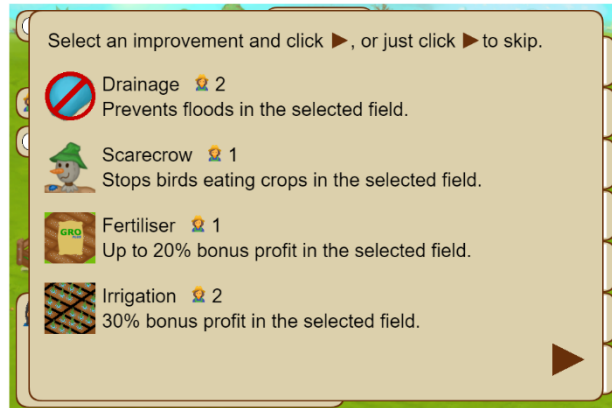 Select an improvement and click ▶, or just click ▶ to skip.
Drainage 2
Prevents floods in the selected field.
Scarecrow 1
Stops birds eating crops in the selected field.
Fertiliser 1
GRO
Up to 20% bonus profit in the selected field.
Irrigation 2
30% bonus profit in the selected field.